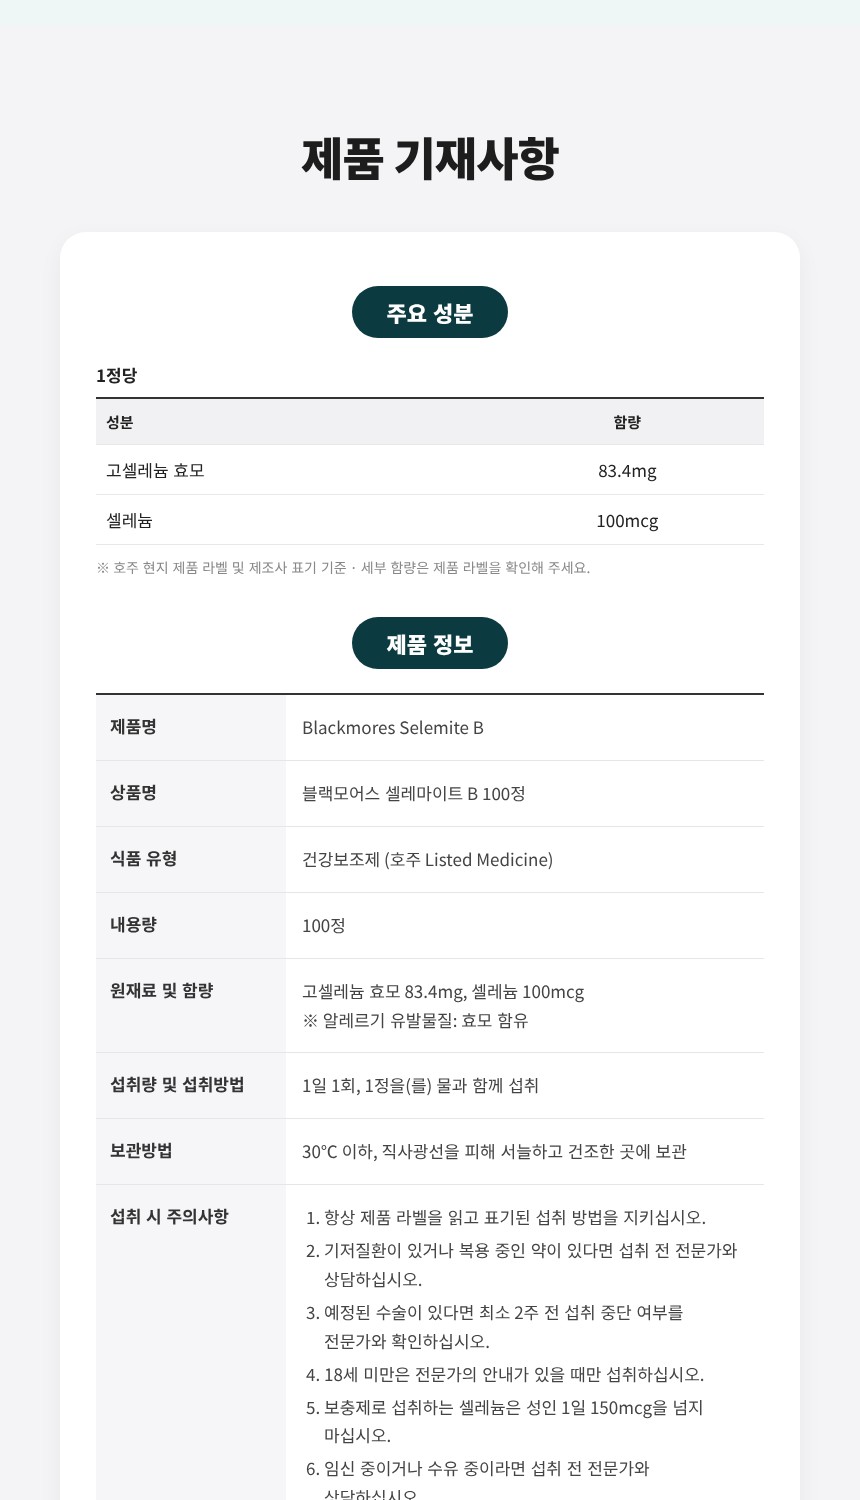 제품 기재사항
주요 성분
1정당
성분 함량
고셀레늄 효모 83.4mg
셀레늄 100mcg
※ 호주 현지 제품 라벨 및 제조사 표기 기준 · 세부 함량은 제품 라벨을 확인해 주세요.
제품 정보
제품명 Blackmores Selemite B
상품명 블랙모어스 셀레마이트 B 100정
식품 유형 건강보조제 (호주 Listed Medicine)
내용량 100정
원재료 및 함량 고셀레늄 효모 83.4mg, 셀레늄 100mcg
※ 알레르기 유발물질: 효모 함유
섭취량 및 섭취방법 1일 1회, 1정을(를) 물과 함께 섭취
보관방법 30°C 이하, 직사광선을 피해 서늘하고 건조한 곳에 보관
섭취 시 주의사항 1. 항상 제품 라벨을 읽고 표기된 섭취 방법을 지키십시오.
2. 기저질환이 있거나 복용 중인 약이 있다면 섭취 전 전문가와
상담하십시오.
3. 예정된 수술이 있다면 최소 2주 전 섭취 중단 여부를
전문가와 확인하십시오.
4. 18세 미만은 전문가의 안내가 있을 때만 섭취하십시오.
5. 보충제로 섭취하는 셀레늄은 성인 1일 150mcg을 넘지
마십시오.
6. 임신 중이거나 수유 중이라면 섭취 전 전문가와
상담하십시오.